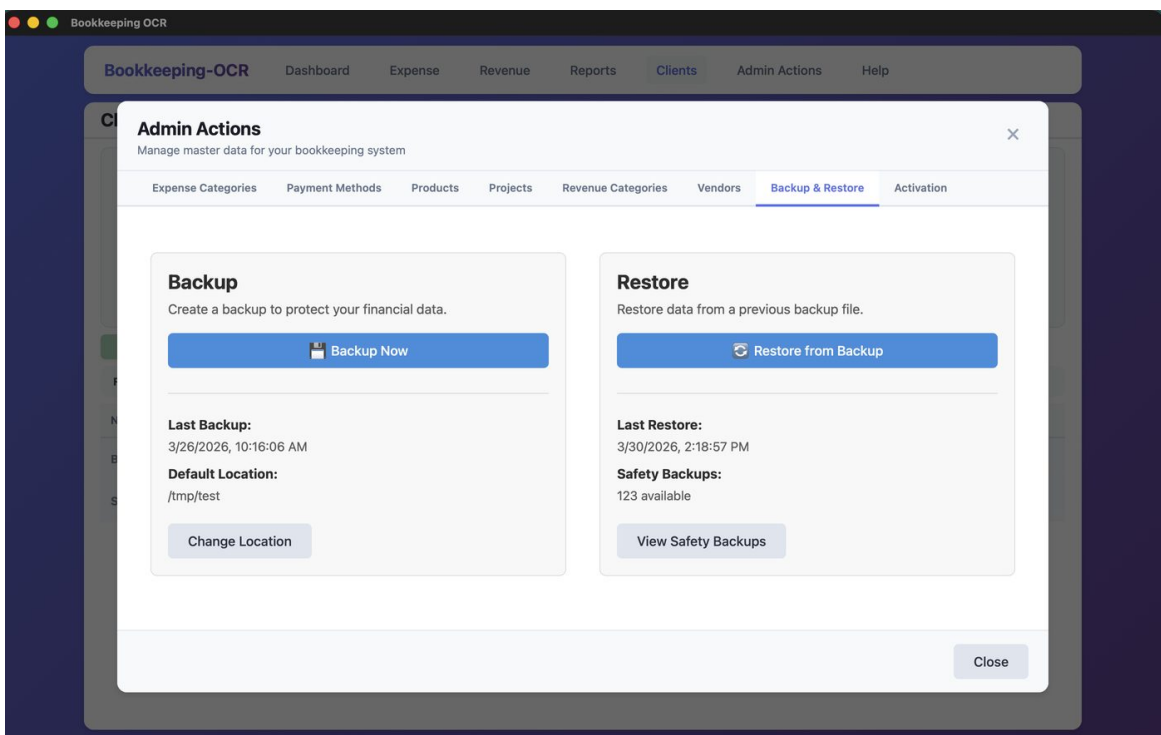 Bookkeeping OCR
Bookkeeping-OCR Dashboard Expense Revenue Reports Clients Admin Actions Help
Cl
Admin Actions
Manage master data for your bookkeeping system
Expense Categories Payment Methods Products Projects Revenue Categories Vendors Backup & Restore Activation
Backup
Create a backup to protect your financial data.
Backup Now
Last Backup:
3/26/2026, 10:16:06 AM
Default Location:
/tmp/test
Change Location
Restore
Restore data from a previous backup file.
Restore from Backup
Last Restore:
3/30/2026, 2:18:57 PM
Safety Backups:
123 available
View Safety Backups
Close